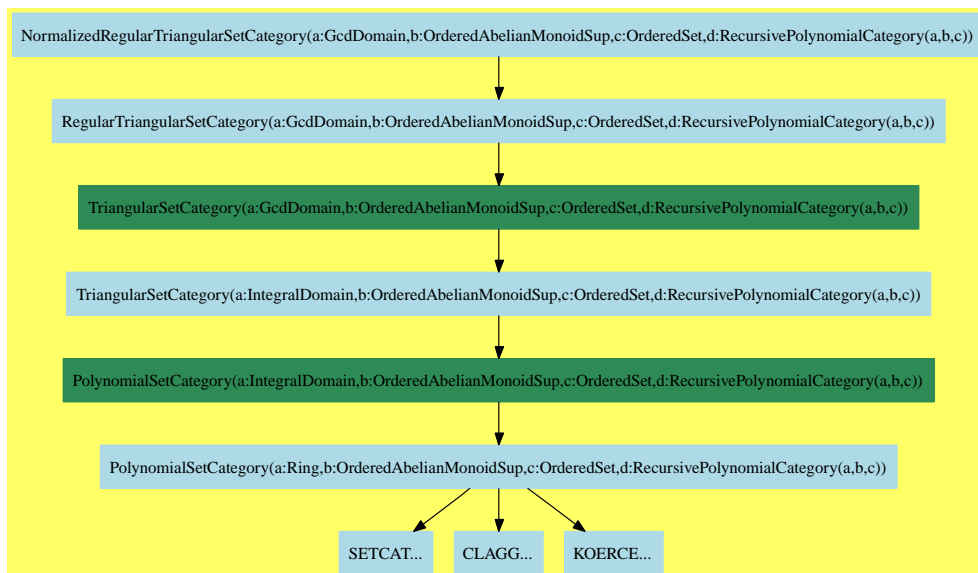 NormalizedRegularTriangularSetCategory(a:GcdDomain,b:OrderedAbelianMonoidSup,c:OrderedSet,d:RecursivePolynomialCategory(a,b,c))
RegularTriangularSetCategory(a:GcdDomain,b:OrderedAbelianMonoidSup,c:OrderedSet,d:RecursivePolynomialCategory(a,b,c))
TriangularSetCategory(a:GcdDomain,b:OrderedAbelianMonoidSup,c:OrderedSet,d:RecursivePolynomialCategory(a,b,c))
TriangularSetCategory(a:IntegralDomain,b:OrderedAbelianMonoidSup,c:OrderedSet,d:RecursivePolynomialCategory(a,b,c))
PolynomialSetCategory(a:IntegralDomain,b:OrderedAbelianMonoidSup,c:OrderedSet,d:RecursivePolynomialCategory(a,b,c))
PolynomialSetCategory(a:Ring,b:OrderedAbelianMonoidSup,c:OrderedSet,d:RecursivePolynomialCategory(a,b,c))
SETCAT... CLAGG... KOERCE...